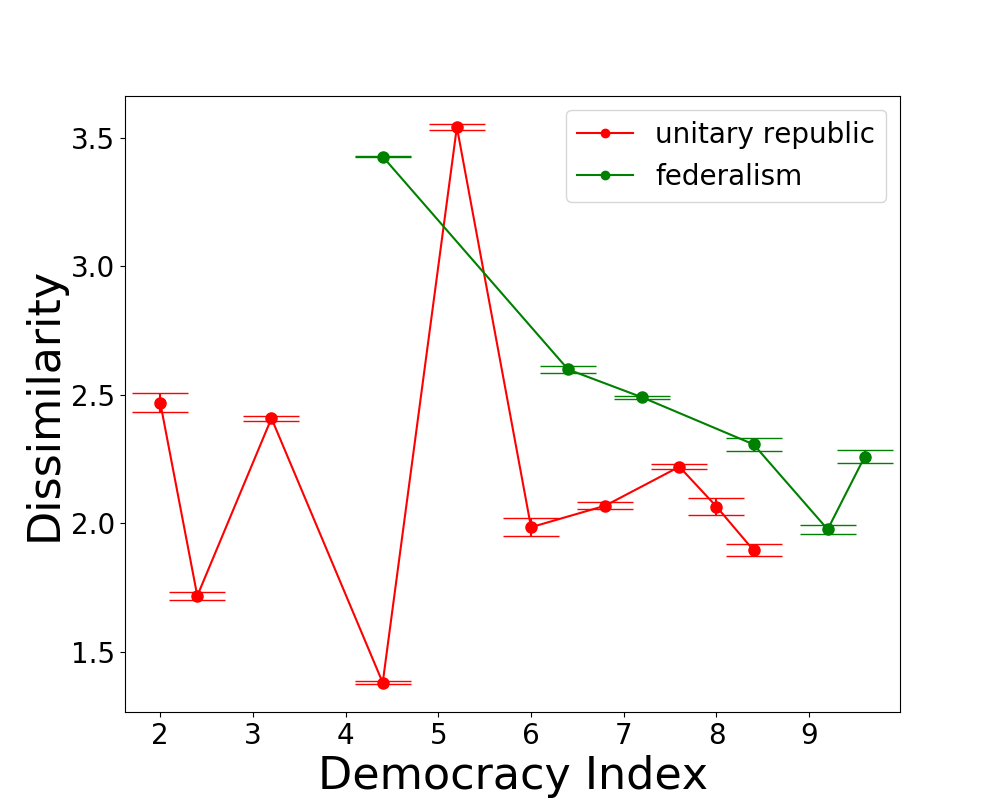 unitary republic
federalism
3.5
3.0
2.5
2.0
1.5
Dissimilarity
2 3 4 5 6 7 8 9
Democracy Index